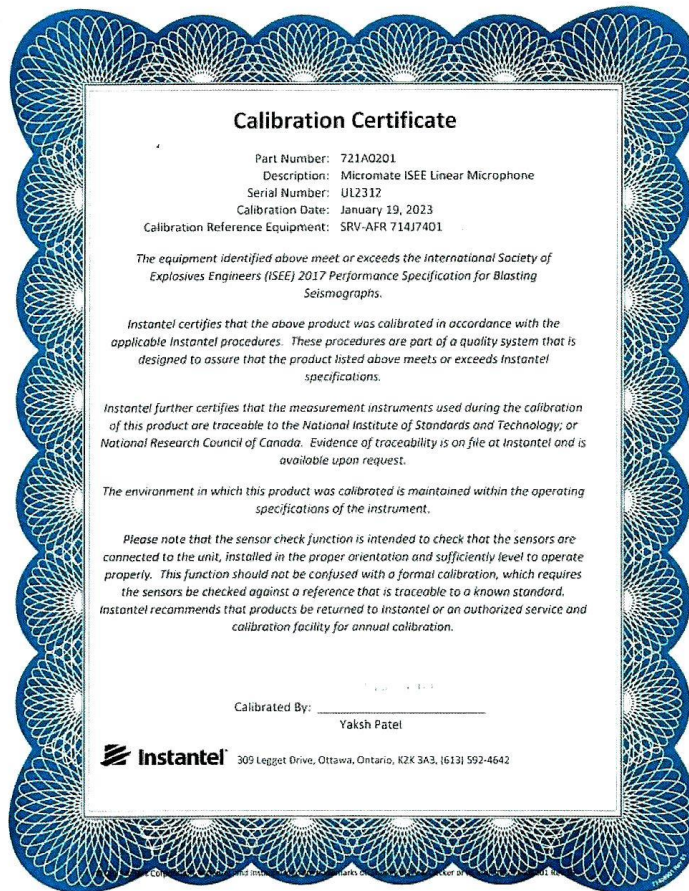 Calibration Certificate
Part Number: 721A0201
Description: Micromate ISEE Linear Microphone
Serial Number: UL2312
Calibration Date: January 19, 2023
Calibration Reference Equipment: SRV-AFR 714J7401
The equipment identified above meet or exceeds the International Society of
Explosives Engineers (ISEE) 2017 Performance Specification for Blasting
Seismographs.
Instantel certifies that the above product was calibrated in accordance with the
applicable Instantel procedures. These procedures are part of a quality system that is
designed to assure that the product listed above meets or exceeds Instantel
specifications.
Instantel further certifies that the measurement instruments used during the calibration
of this product are traceable to the National Institute of Standards and Technology; or
National Research Council of Canada. Evidence of traceability is on file at Instantel and is
available upon request.
The environment in which this product was calibrated is maintained within the operating
specifications of the instrument.
Please note that the sensor check function is intended to check that the sensors are
connected to the unit, installed in the proper orientation and sufficiently level to operate
properly. This function should not be confused with a formal calibration, which requires
the sensors be checked against a reference that is traceable to a known standard.
Instantel recommends that products be returned to Instantel or an authorized service and
calibration facility for annual calibration.
Calibrated By:
Yaksh Patel
Instantel 309 Legget Drive, Ottawa, Ontario, K2K 3A3, (613) 592-4642